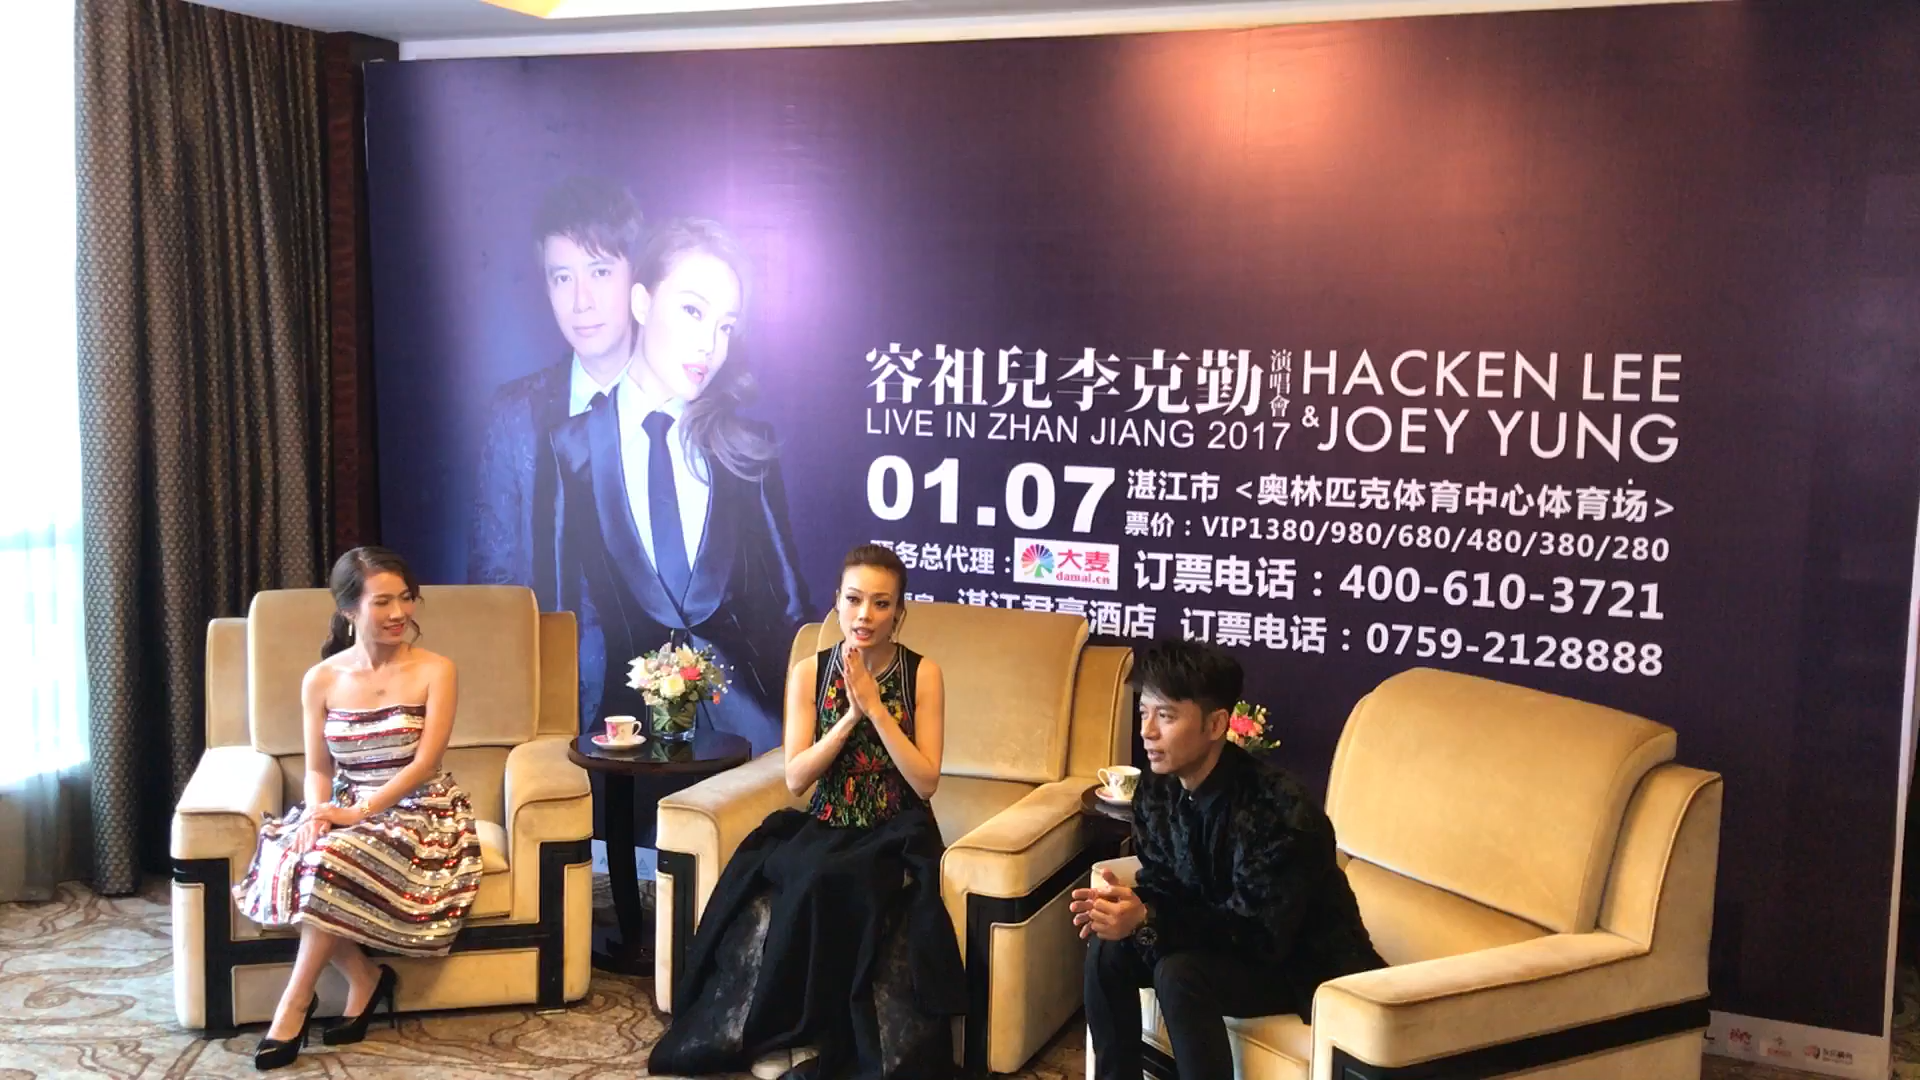 容祖兒李克勤 演唱會 HACKEN LEE
LIVE IN ZHAN JIANG 2017 & JOEY YUNG
01.07 湛江市 <奥林匹克体育中心体育场>
票价：VIP1380/980/680/480/380/280
票务总代理： 大麦 damai.cn 订票电话：400-610-3721
湛江君豪酒店 订票电话：0759-2128888